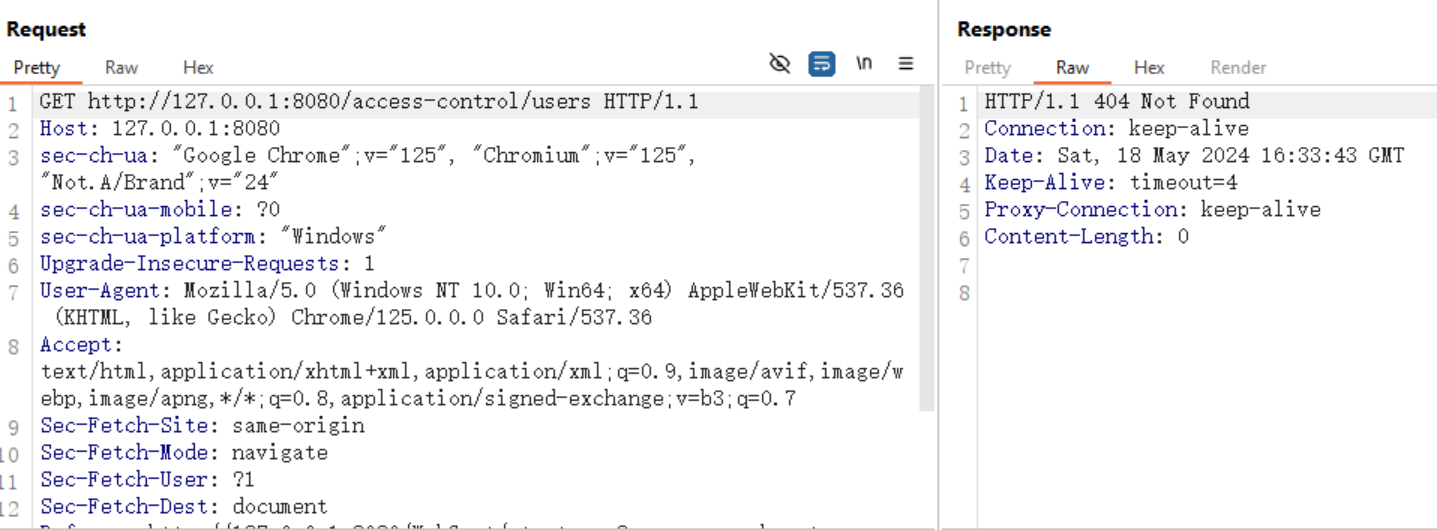 Request
Pretty Raw Hex
\n
1 GET http://127.0.0.1:8080/access-control/users HTTP/1.1
2 Host: 127.0.0.1:8080
3 sec-ch-ua: "Google Chrome";v="125", "Chromium";v="125",
"Not.A/Brand";v="24"
4 sec-ch-ua-mobile: ?0
5 sec-ch-ua-platform: "Windows"
6 Upgrade-Insecure-Requests: 1
7 User-Agent: Mozilla/5.0 (Windows NT 10.0; Win64; x64) AppleWebKit/537.36
(KHTML, like Gecko) Chrome/125.0.0.0 Safari/537.36
8 Accept:
text/html,application/xhtml+xml,application/xml;q=0.9,image/avif,image/w
ebp,image/apng,*/*;q=0.8,application/signed-exchange;v=b3;q=0.7
9 Sec-Fetch-Site: same-origin
10 Sec-Fetch-Mode: navigate
11 Sec-Fetch-User: ?1
12 Sec-Fetch-Dest: document
Response
Pretty Raw Hex Render
1 HTTP/1.1 404 Not Found
2 Connection: keep-alive
3 Date: Sat, 18 May 2024 16:33:43 GMT
4 Keep-Alive: timeout=4
5 Proxy-Connection: keep-alive
6 Content-Length: 0
7
8